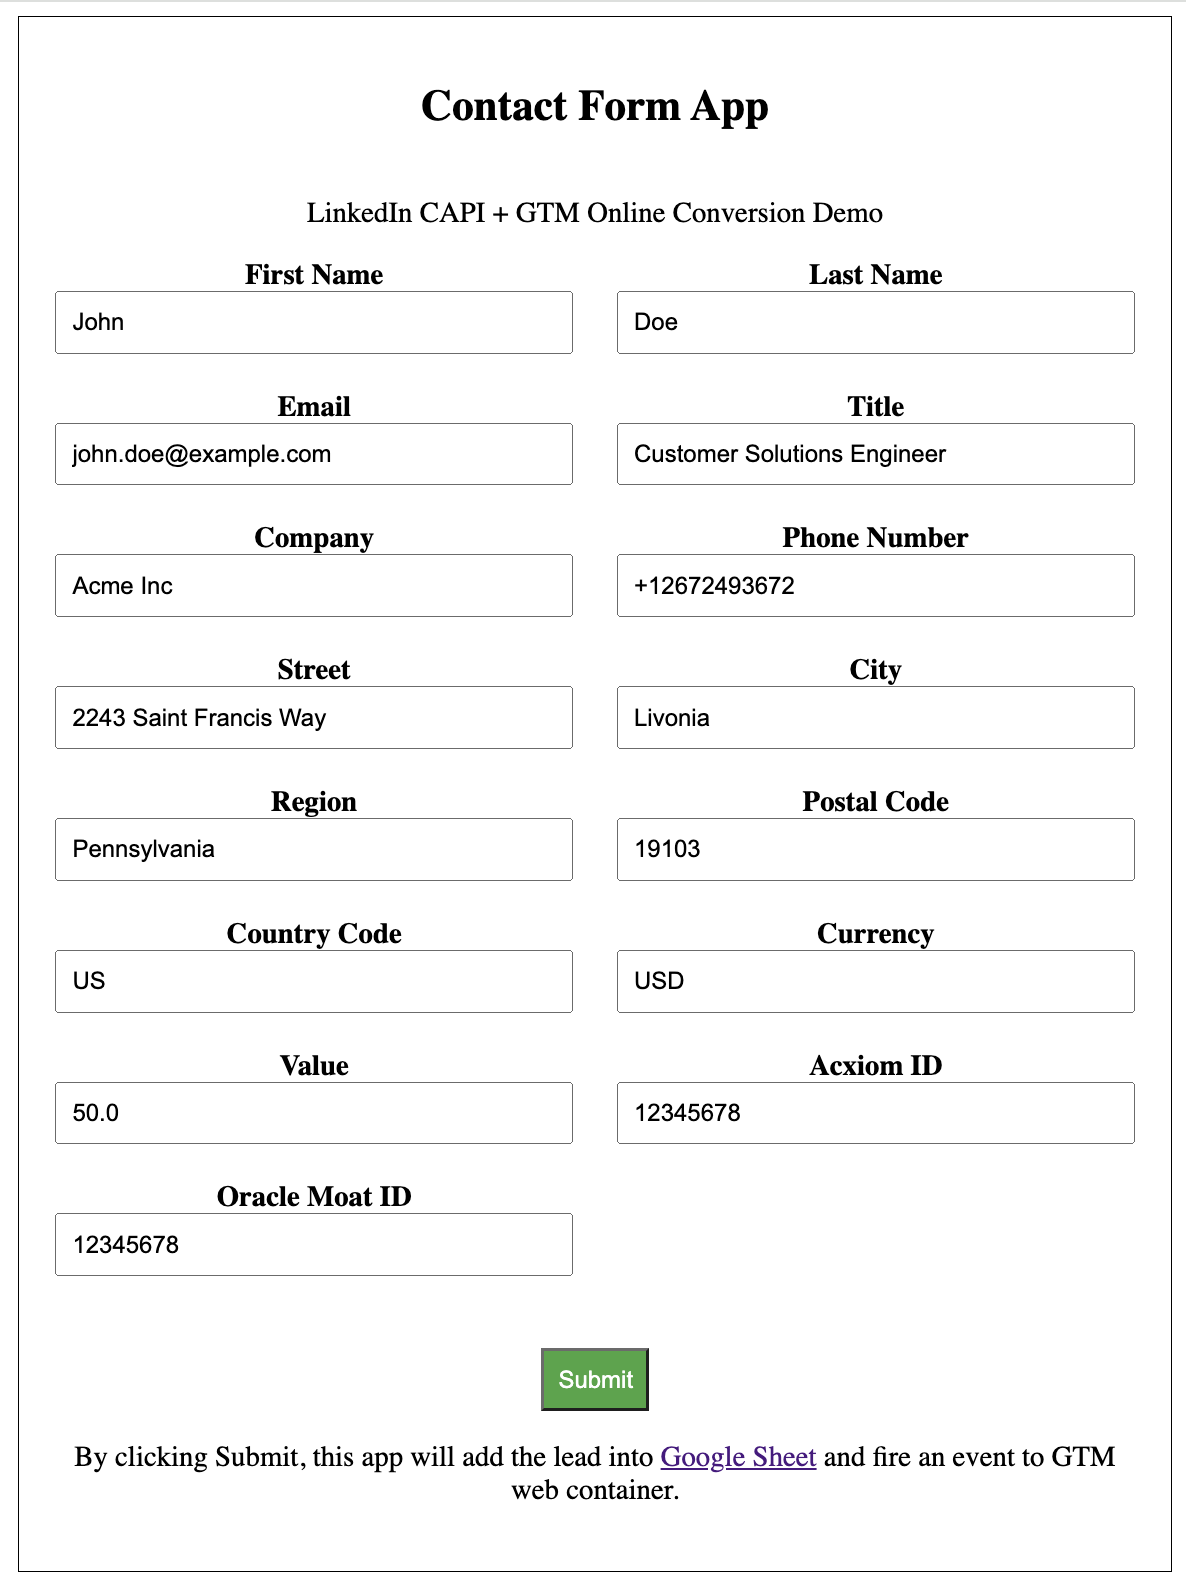 Contact Form App
LinkedIn CAPI + GTM Online Conversion Demo
First Name
John
Last Name
Doe
Email
john.doe@example.com
Title
Customer Solutions Engineer
Company
Acme Inc
Phone Number
+12672493672
Street
2243 Saint Francis Way
City
Livonia
Region
Pennsylvania
Postal Code
19103
Country Code
US
Currency
USD
Value
50.0
Acxiom ID
12345678
Oracle Moat ID
12345678
Submit
By clicking Submit, this app will add the lead into Google Sheet and fire an event to GTM
web container.